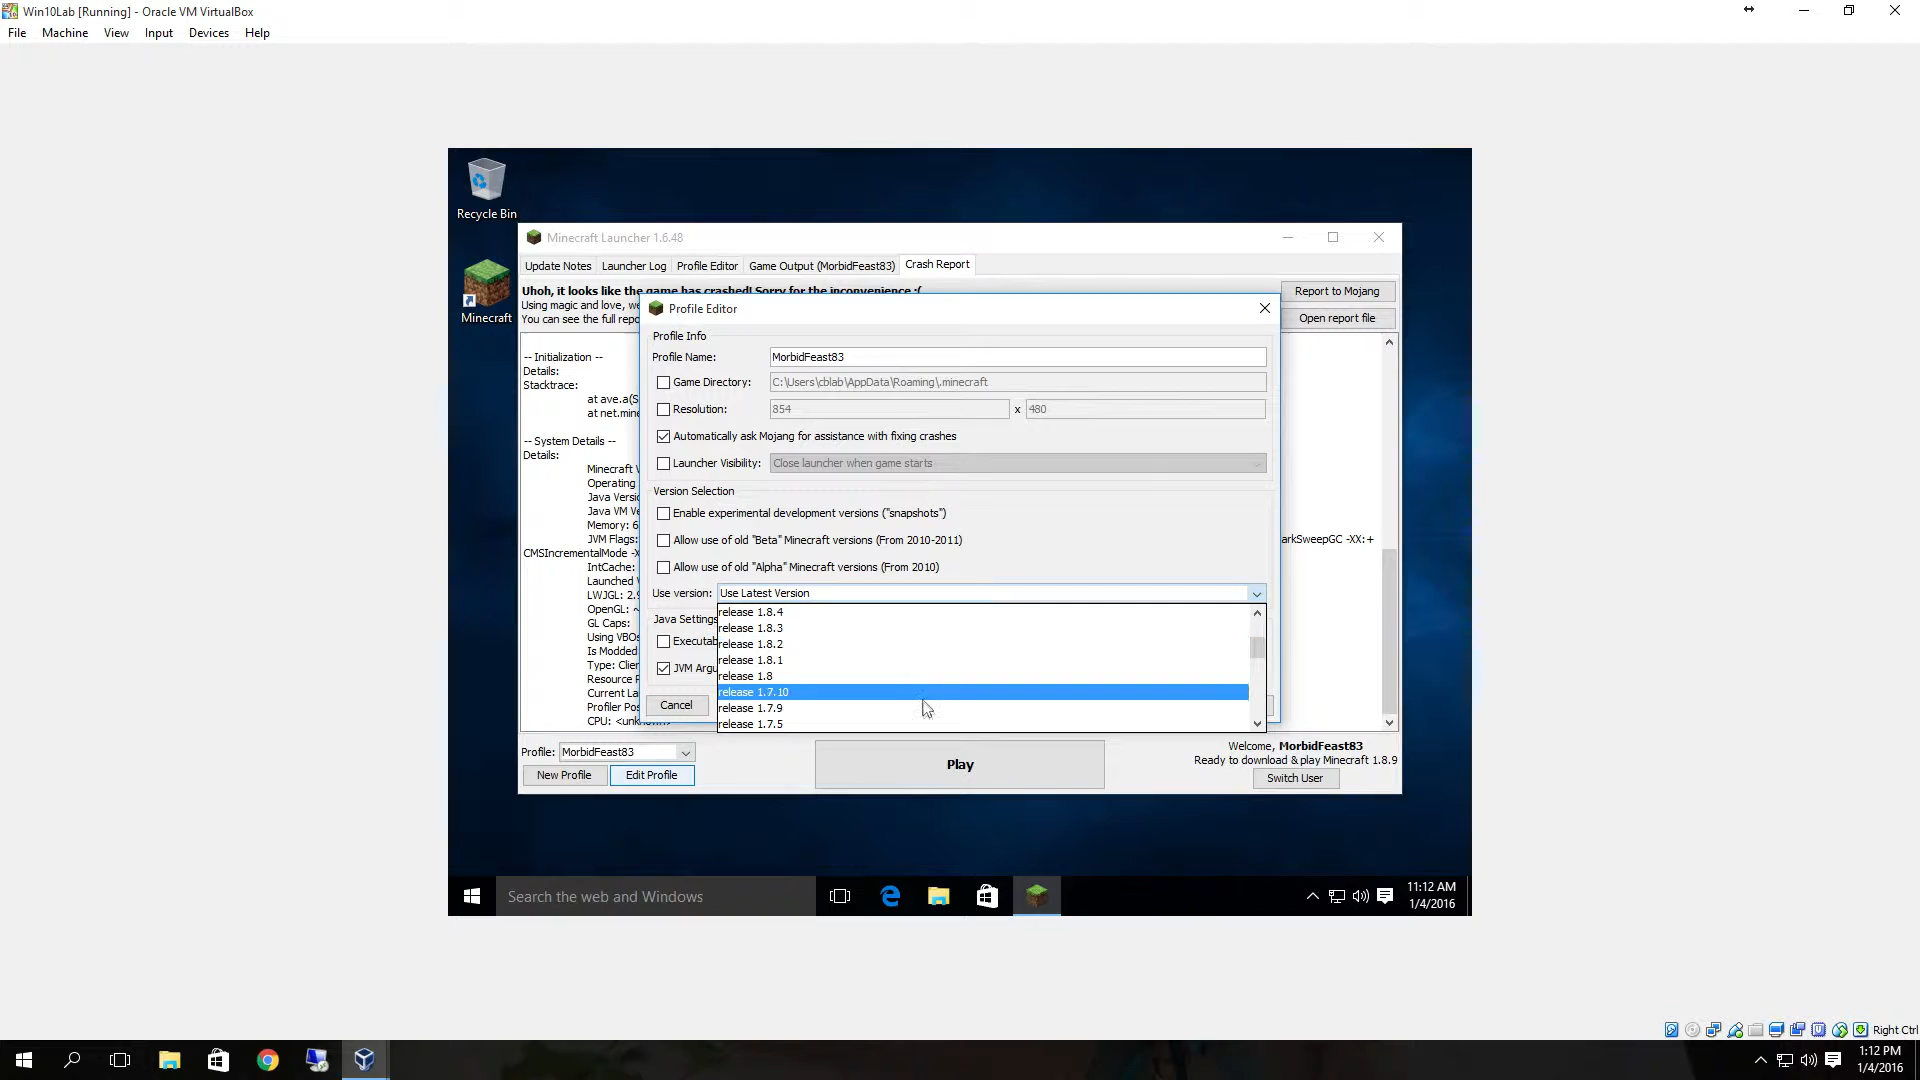 Win10Lab [Running] - Oracle VM VirtualBox
File Machine View Input Devices Help
Recycle Bin
Minecraft
Minecraft Launcher 1.6.48
Update Notes Launcher Log Profile Editor Game Output (MorbidFeast83) Crash Report
Uhoh, it looks like the game has crashed! Sorry for the inconvenience :(
Using magic and love, we
You can see the full repo
Report to Mojang
Open report file
-- Initialization --
Details:
Stacktrace:
at ave.a(S
at net.mine
-- System Details --
Details:
Minecraft V
Operating
Java Versio
Java VM Ve
Memory: 6
JVM Flags: arkSweepGC -XX:+
CMSIncrementalMode -X
IntCache:
Launched V
LWJGL: 2.9
OpenGL: ~
GL Caps:
Using VBOs
Is Modded
Type: Clien
Resource P
Current La
Profiler Pos
CPU: <unk
Profile Editor
Profile Info
Profile Name: MorbidFeast83
Game Directory: C:\Users\cblab\AppData\Roaming\.minecraft
Resolution: 854 x 480
Automatically ask Mojang for assistance with fixing crashes
Launcher Visibility: Close launcher when game starts
Version Selection
Enable experimental development versions ("snapshots")
Allow use of old "Beta" Minecraft versions (From 2010-2011)
Allow use of old "Alpha" Minecraft versions (From 2010)
Use version: Use Latest Version
release 1.8.4
release 1.8.3
release 1.8.2
release 1.8.1
release 1.8
release 1.7.10
release 1.7.9
release 1.7.5
Java Settings
Executab
JVM Argu
Cancel
Profile: MorbidFeast83
New Profile Edit Profile
Play
Welcome, MorbidFeast83
Ready to download & play Minecraft 1.8.9
Switch User
Search the web and Windows
11:12 AM
1/4/2016
Right Ctrl
1:12 PM
1/4/2016